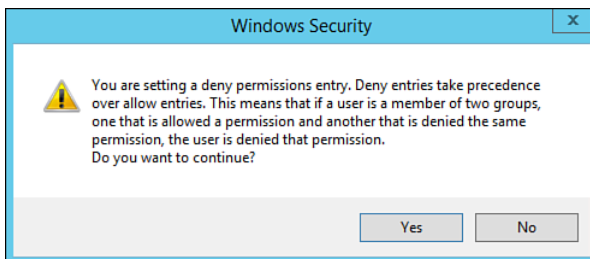 Windows Security
x
You are setting a deny permissions entry. Deny entries take precedence
over allow entries. This means that if a user is a member of two groups,
one that is allowed a permission and another that is denied the same
permission, the user is denied that permission.
Do you want to continue?
Yes No